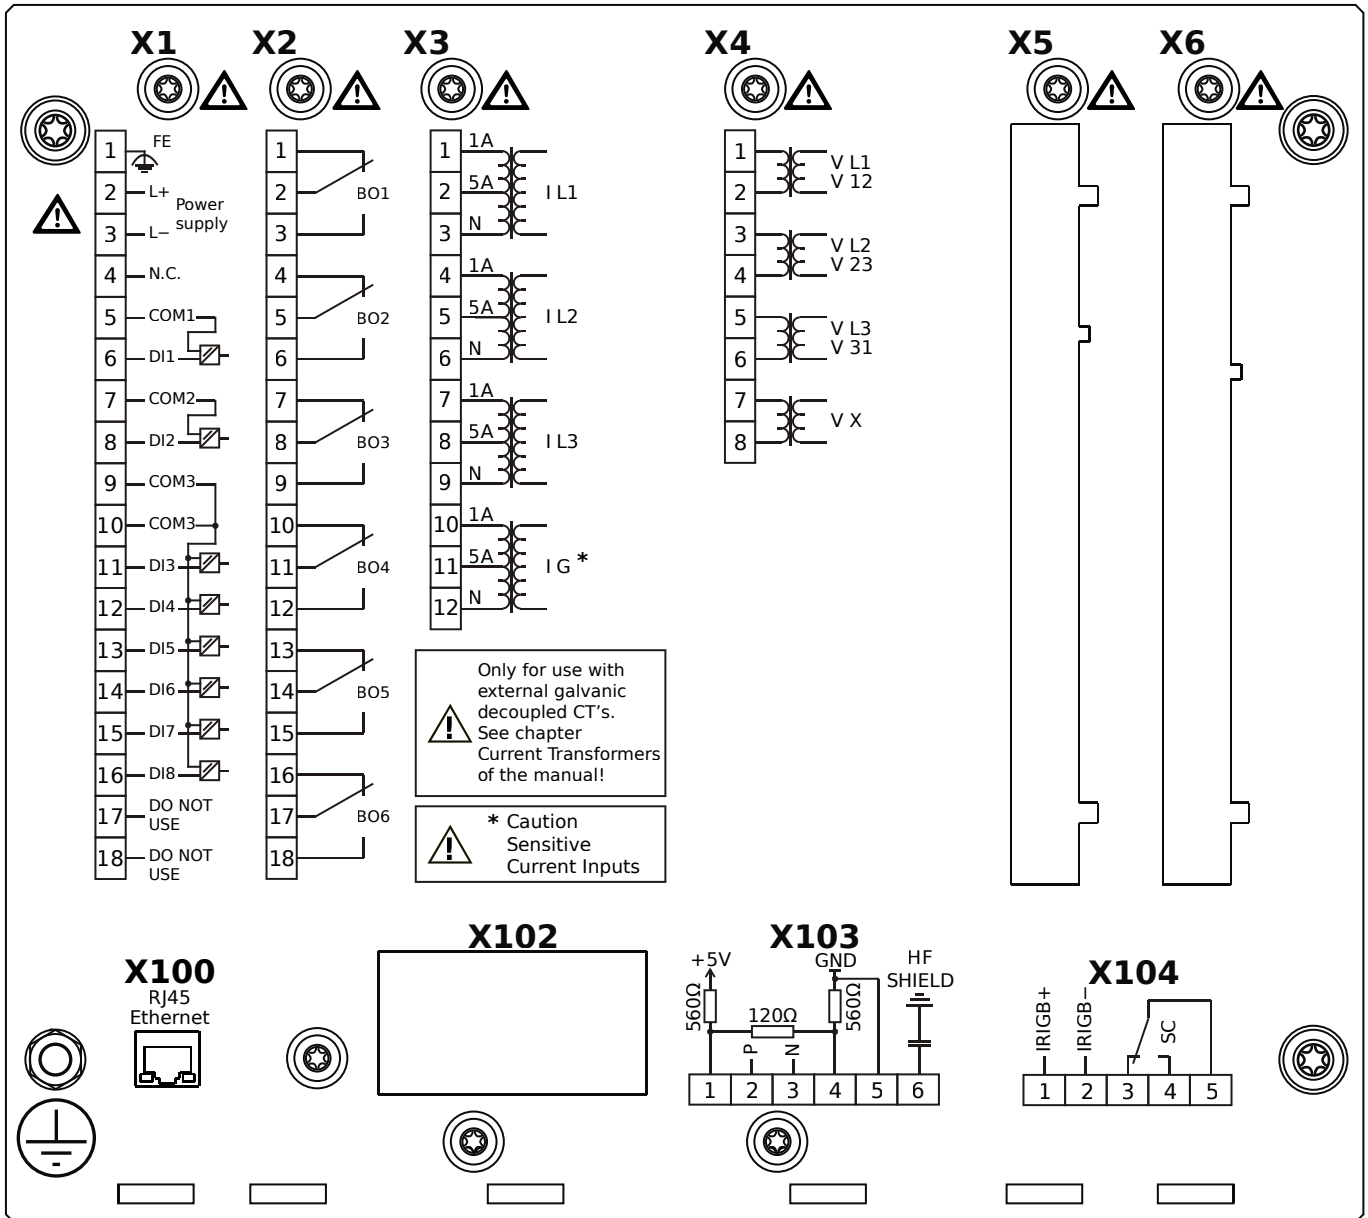 X1
X2
X3
X4
X5
X6
1
FE
2
L+
Power
supply
3
L−
4
N.C.
5
COM1
6
DI1
7
COM2
8
DI2
9
COM3
10
COM3
11
DI3
12
DI4
13
DI5
14
DI6
15
DI7
16
DI8
17
DO NOT
USE
18
DO NOT
USE
1
2
BO1
3
4
5
BO2
6
7
8
BO3
9
10
11
BO4
12
13
14
BO5
15
16
17
BO6
18
1
1A
2
5A
I L1
3
N
4
1A
5
5A
I L2
6
N
7
1A
8
5A
I L3
9
N
10
1A
11
5A
I G *
12
N
1
2
V L1
V 12
3
4
V L2
V 23
5
6
V L3
V 31
7
8
V X
Only for use with
external galvanic
decoupled CT's.
See chapter
Current Transformers
of the manual!
* Caution
Sensitive
Current Inputs
X100
RJ45
Ethernet
X102
X103
+5V
GND
HF
SHIELD
560Ω
120Ω
560Ω
P
N
1 2 3 4 5 6
X104
IRIGB+
IRIGB−
SC
1 2 3 4 5